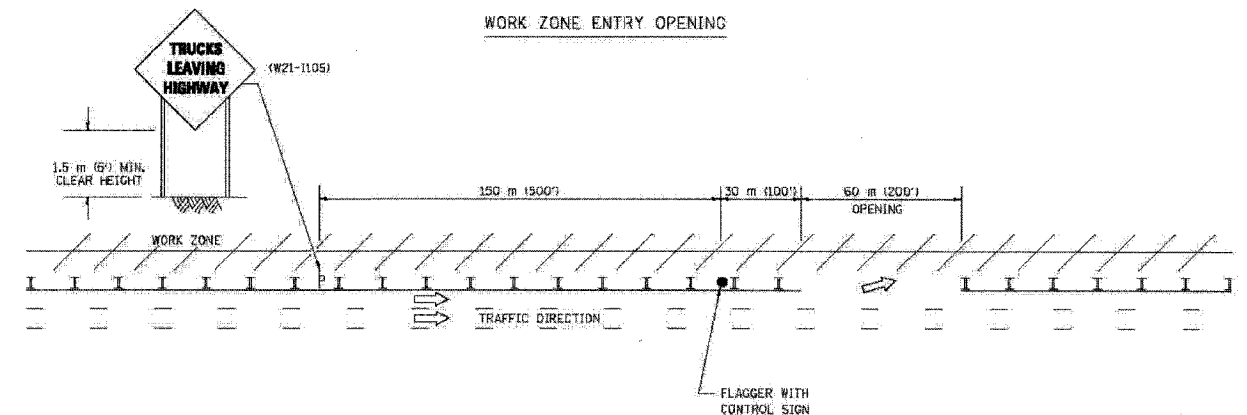 WORK ZONE ENTRY OPENING
TRUCKS
LEAVING
HIGHWAY
(W21-I105)
1.5 m (6') MIN.
CLEAR HEIGHT
150 m (500')
30 m (100')
60 m (200')
OPENING
WORK ZONE
P
TRAFFIC DIRECTION
FLAGGER WITH
CONTROL SIGN